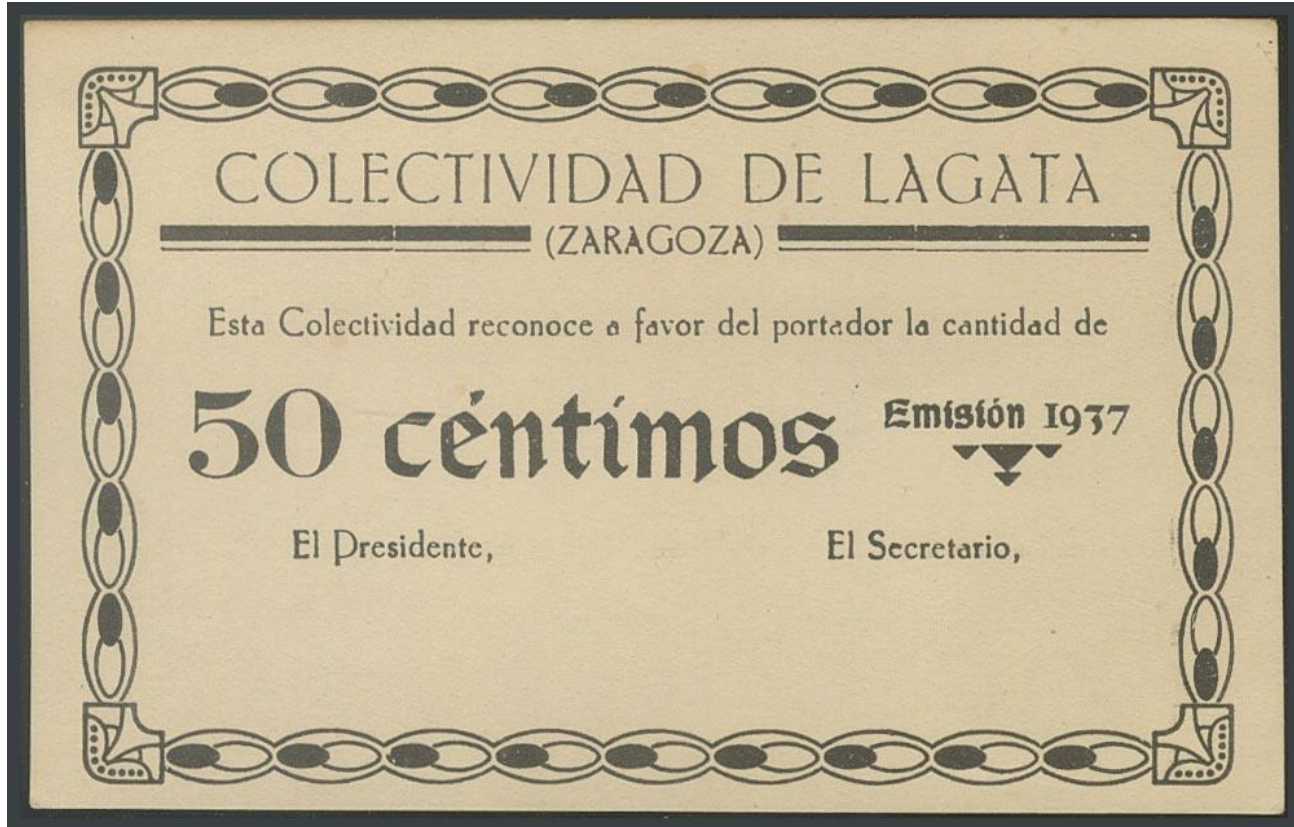 COLECTIVIDAD DE LAGATA
(ZARAGOZA)
Esta Colectividad reconoce a favor del portador la cantidad de
50 céntimos Emisión 1937
El Presidente, El Secretario,